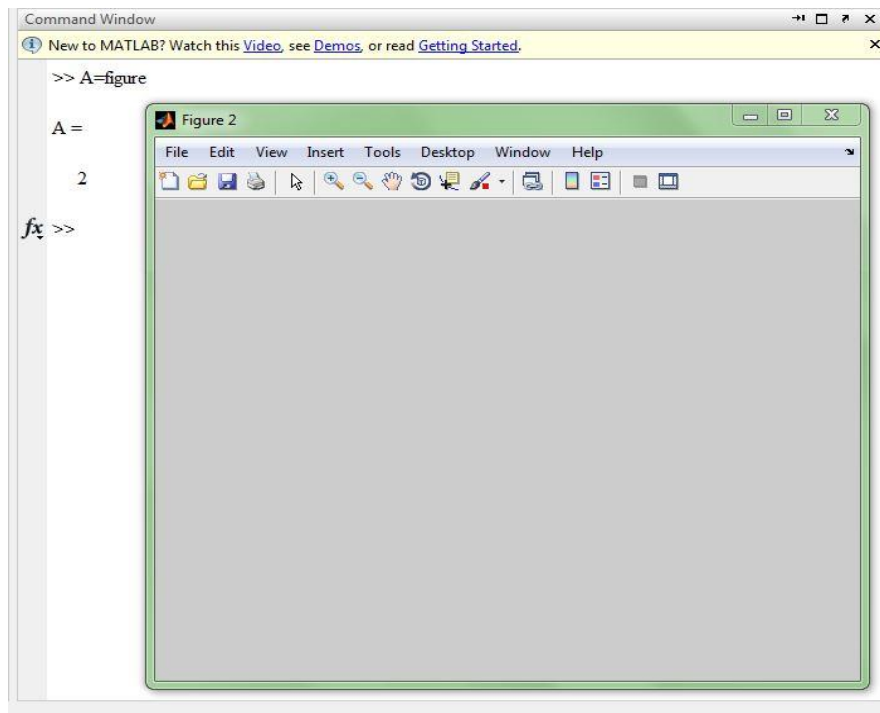 Command Window
New to MATLAB? Watch this Video, see Demos, or read Getting Started.
>> A=figure
A =
2
fx >>
Figure 2
File Edit View Insert Tools Desktop Window Help